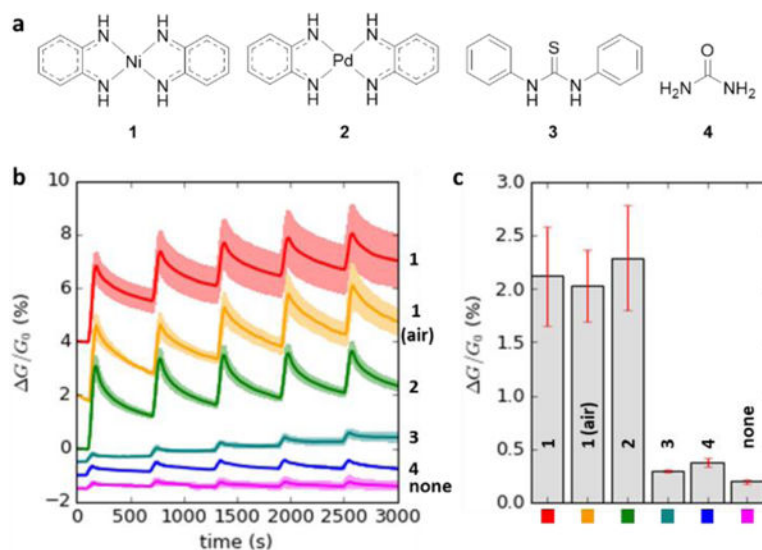 a
H H H H
N N N N
Ni Pd
N N N N
H H H H
S
N N
H H
O
H₂N NH₂
1 2 3 4
b
10
8
6
4
2
0
−2
ΔG/G₀ (%)
0 500 1000 1500 2000 2500 3000
time (s)
1
1
(air)
2
3
4
none
c
3.0
2.5
2.0
1.5
1.0
0.5
0.0
ΔG/G₀ (%)
1
1 (air)
2
3
4
none